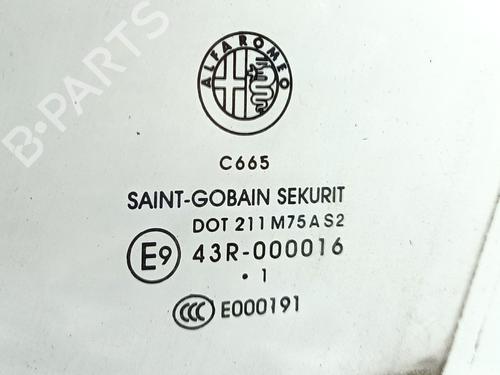 B-PARTS
ALFA ROMEO
C665
SAINT-GOBAIN SEKURIT
DOT 211 M75 A S2
E9 43R-000016
• 1
CCC E000191